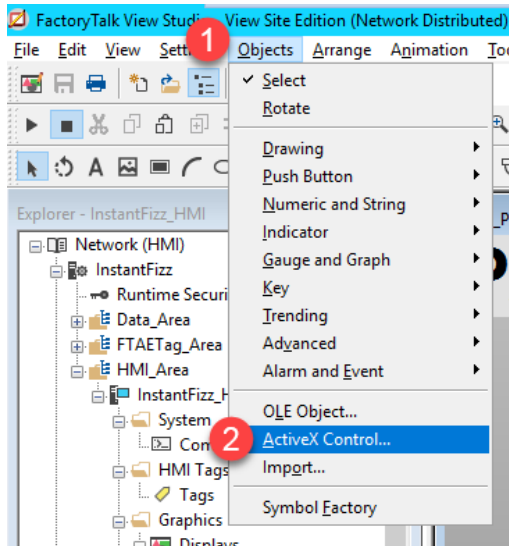 FactoryTalk View Studio - View Site Edition (Network Distributed)
1
File Edit View Objects Arrange Animation
Select
Rotate
Drawing
Push Button
Numeric and String
Indicator
Gauge and Graph
Key
Trending
Advanced
Alarm and Event
OLE Object...
2
ActiveX Control...
Import...
Symbol Factory
Explorer - InstantFizz_HMI
Network (HMI)
InstantFizz
Runtime Securi
Data_Area
FTAETag_Area
HMI_Area
InstantFizz_H
System
Com
HMI Tags
Tags
Graphics
Displays